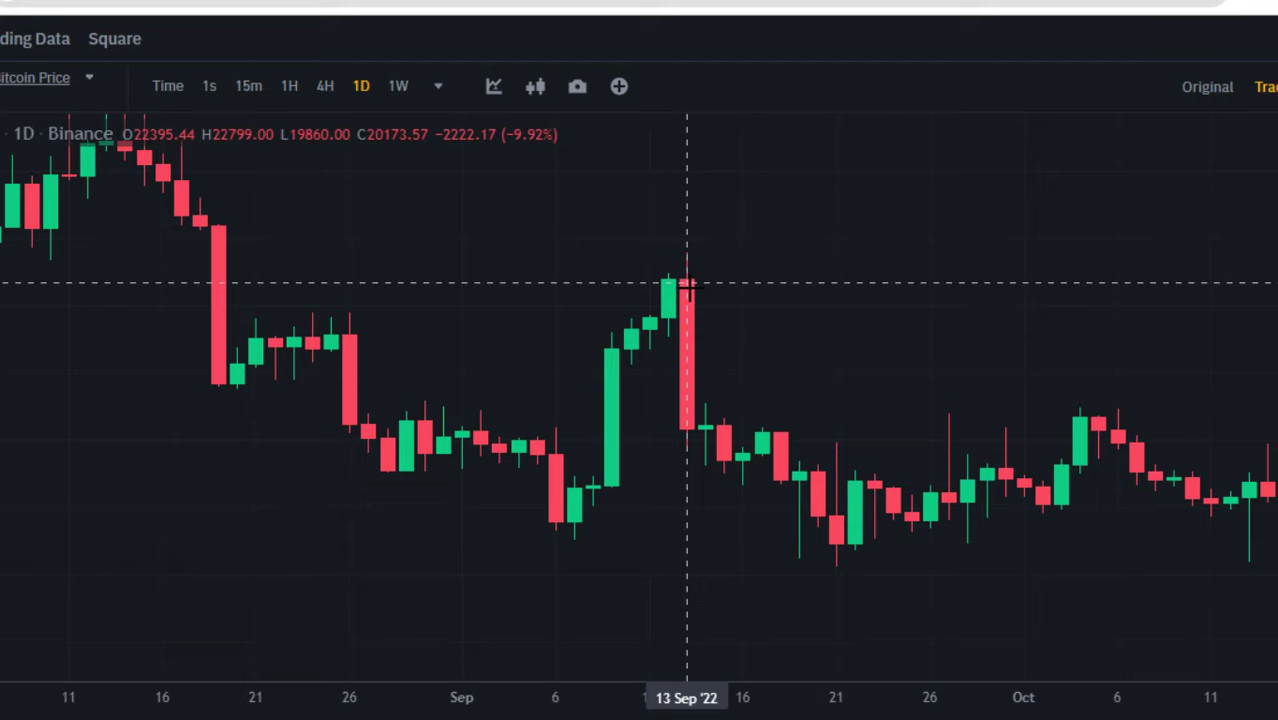 ding Data Square
itcoin Price Time 1s 15m 1H 4H 1D 1W Original Tra
· 1D · Binance O22395.44 H22799.00 L19860.00 C20173.57 −2222.17 (−9.92%)
11 16 21 26 Sep 6 1 13 Sep '22 16 21 26 Oct 6 11